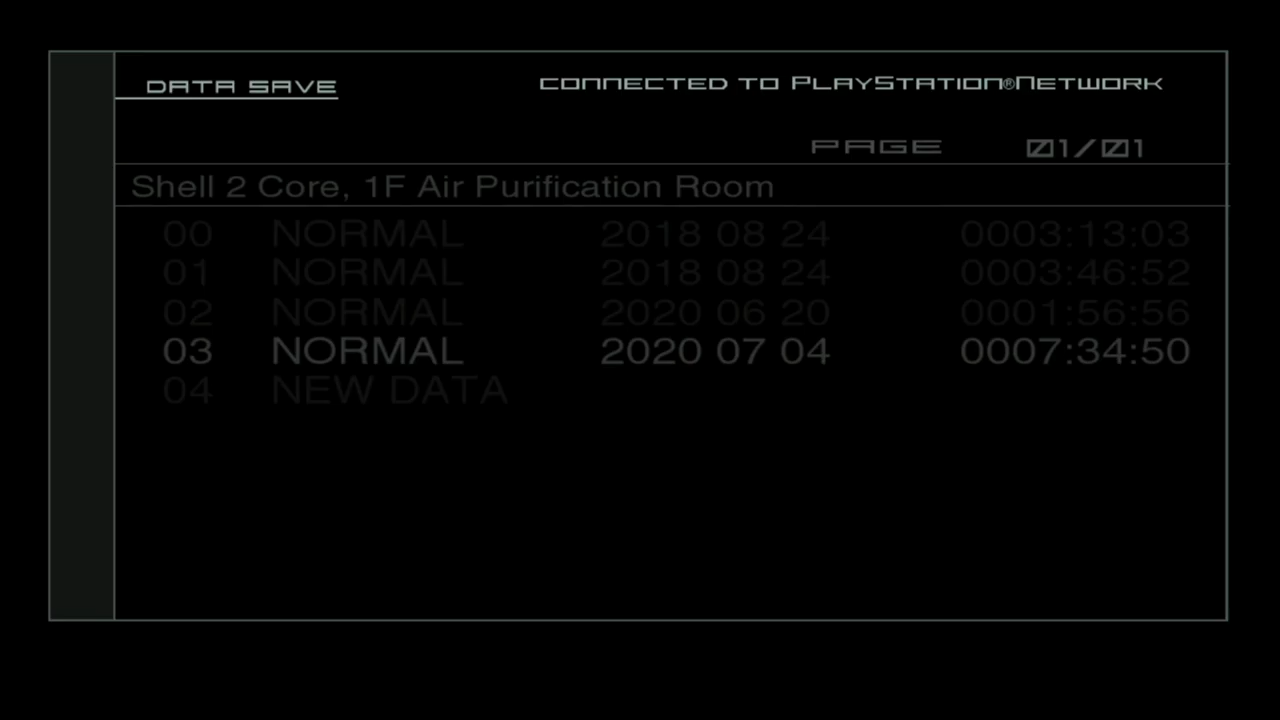 DATA SAVE
CONNECTED TO PLAYSTATION®NETWORK
PAGE 01/01
Shell 2 Core, 1F Air Purification Room
00 NORMAL 2018 08 24 0003:13:03
01 NORMAL 2018 08 24 0003:46:52
02 NORMAL 2020 06 20 0001:56:56
03 NORMAL 2020 07 04 0007:34:50
04 NEW DATA